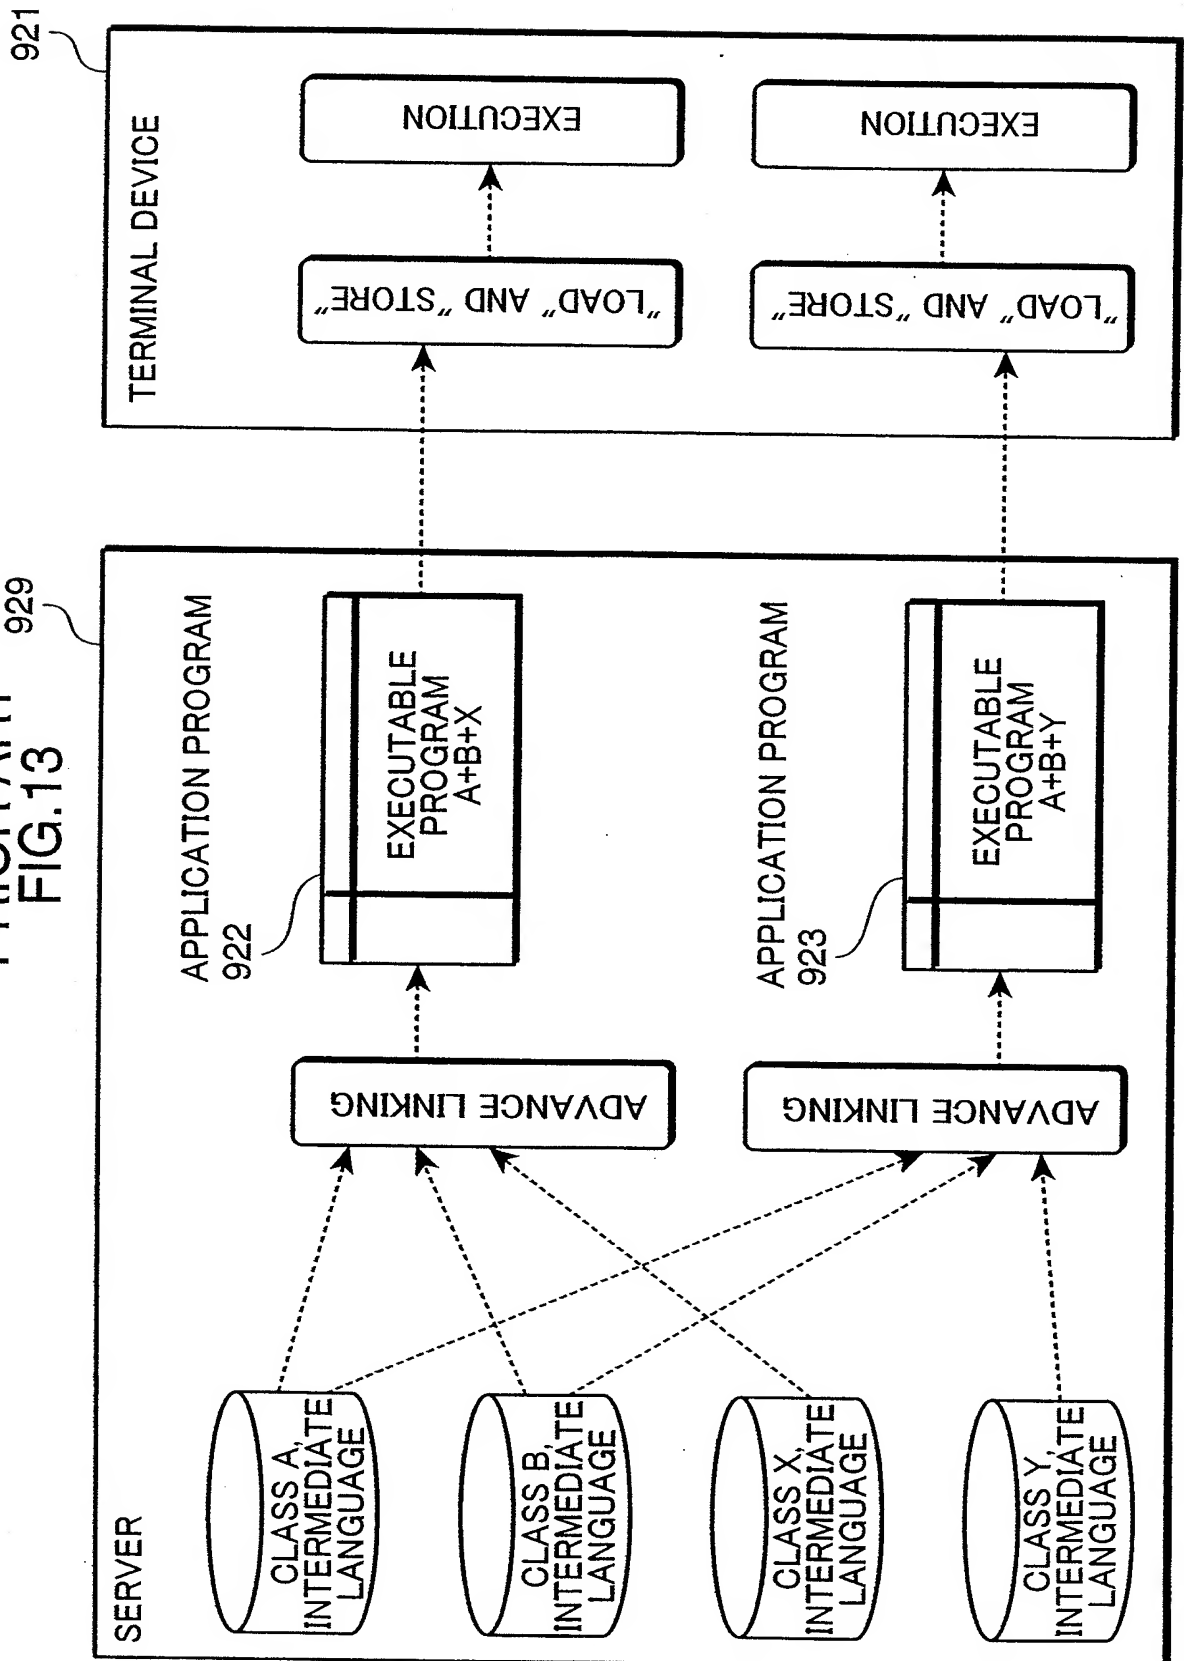 FIG.13
929
921
SERVER
CLASS A,
INTERMEDIATE
LANGUAGE
CLASS B,
INTERMEDIATE
LANGUAGE
CLASS X,
INTERMEDIATE
LANGUAGE
CLASS Y,
INTERMEDIATE
LANGUAGE
ADVANCE LINKING
ADVANCE LINKING
APPLICATION PROGRAM
922
EXECUTABLE
PROGRAM
A+B+X
APPLICATION PROGRAM
923
EXECUTABLE
PROGRAM
A+B+Y
TERMINAL DEVICE
"LOAD" AND "STORE"
EXECUTION
"LOAD" AND "STORE"
EXECUTION